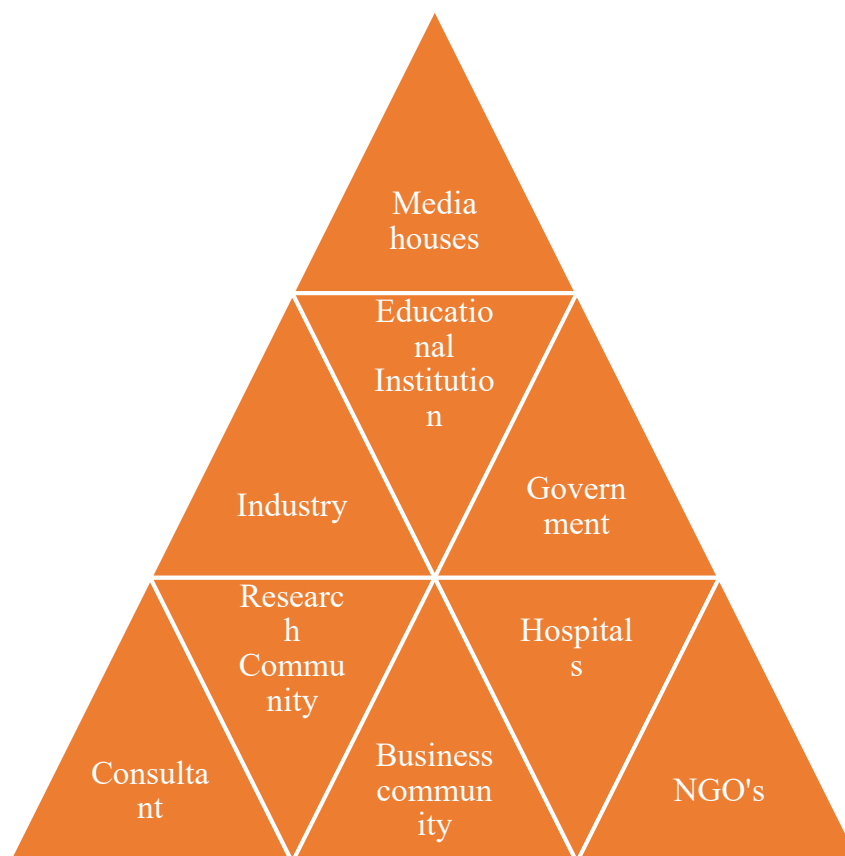 Media
houses
Educatio
nal
Institutio
n
Industry
Govern
ment
Researc
h
Commu
nity
Hospital
s
Consulta
nt
Business
commun
ity
NGO's